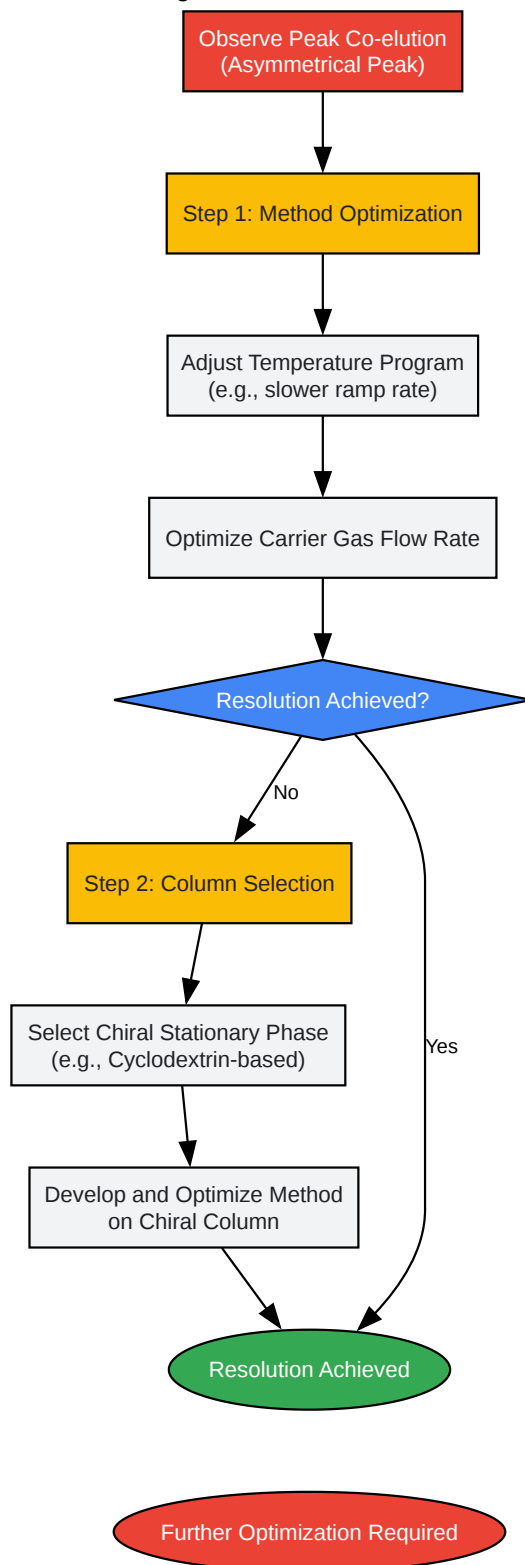 Observe Peak Co-elution
(Asymmetrical Peak)
Step 1: Method Optimization
Adjust Temperature Program
(e.g., slower ramp rate)
Optimize Carrier Gas Flow Rate
Resolution Achieved?
No
Step 2: Column Selection
Select Chiral Stationary Phase
(e.g., Cyclodextrin-based)
Yes
Develop and Optimize Method
on Chiral Column
Resolution Achieved
Further Optimization Required